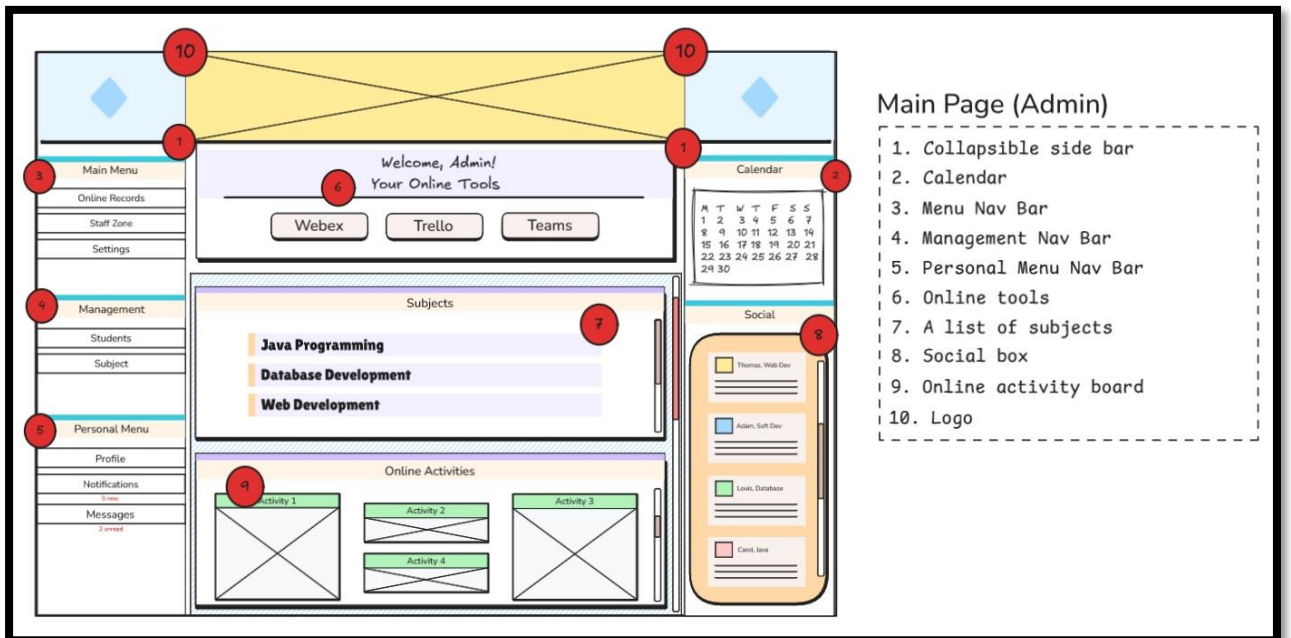 10
10
1
1
Welcome, Admin!
Your Online Tools
6
Webex
Trello
Teams
3
Main Menu
Online Records
Staff Zone
Settings
4
Management
Students
Subject
5
Personal Menu
Profile
Notifications
5 new
Messages
2 unread
Subjects
7
Java Programming
Database Development
Web Development
Online Activities
9
Activity 1
Activity 2
Activity 3
Activity 4
Calendar
2
M T W T F S S
1 2 3 4 5 6 7
8 9 10 11 12 13 14
15 16 17 18 19 20 21
22 23 24 25 26 27 28
29 30
Social
8
Thomas, Web Dev
Adam, Soft Dev
Louis, Database
Carol, Java
Main Page (Admin)
1. Collapsible side bar
2. Calendar
3. Menu Nav Bar
4. Management Nav Bar
5. Personal Menu Nav Bar
6. Online tools
7. A list of subjects
8. Social box
9. Online activity board
10. Logo